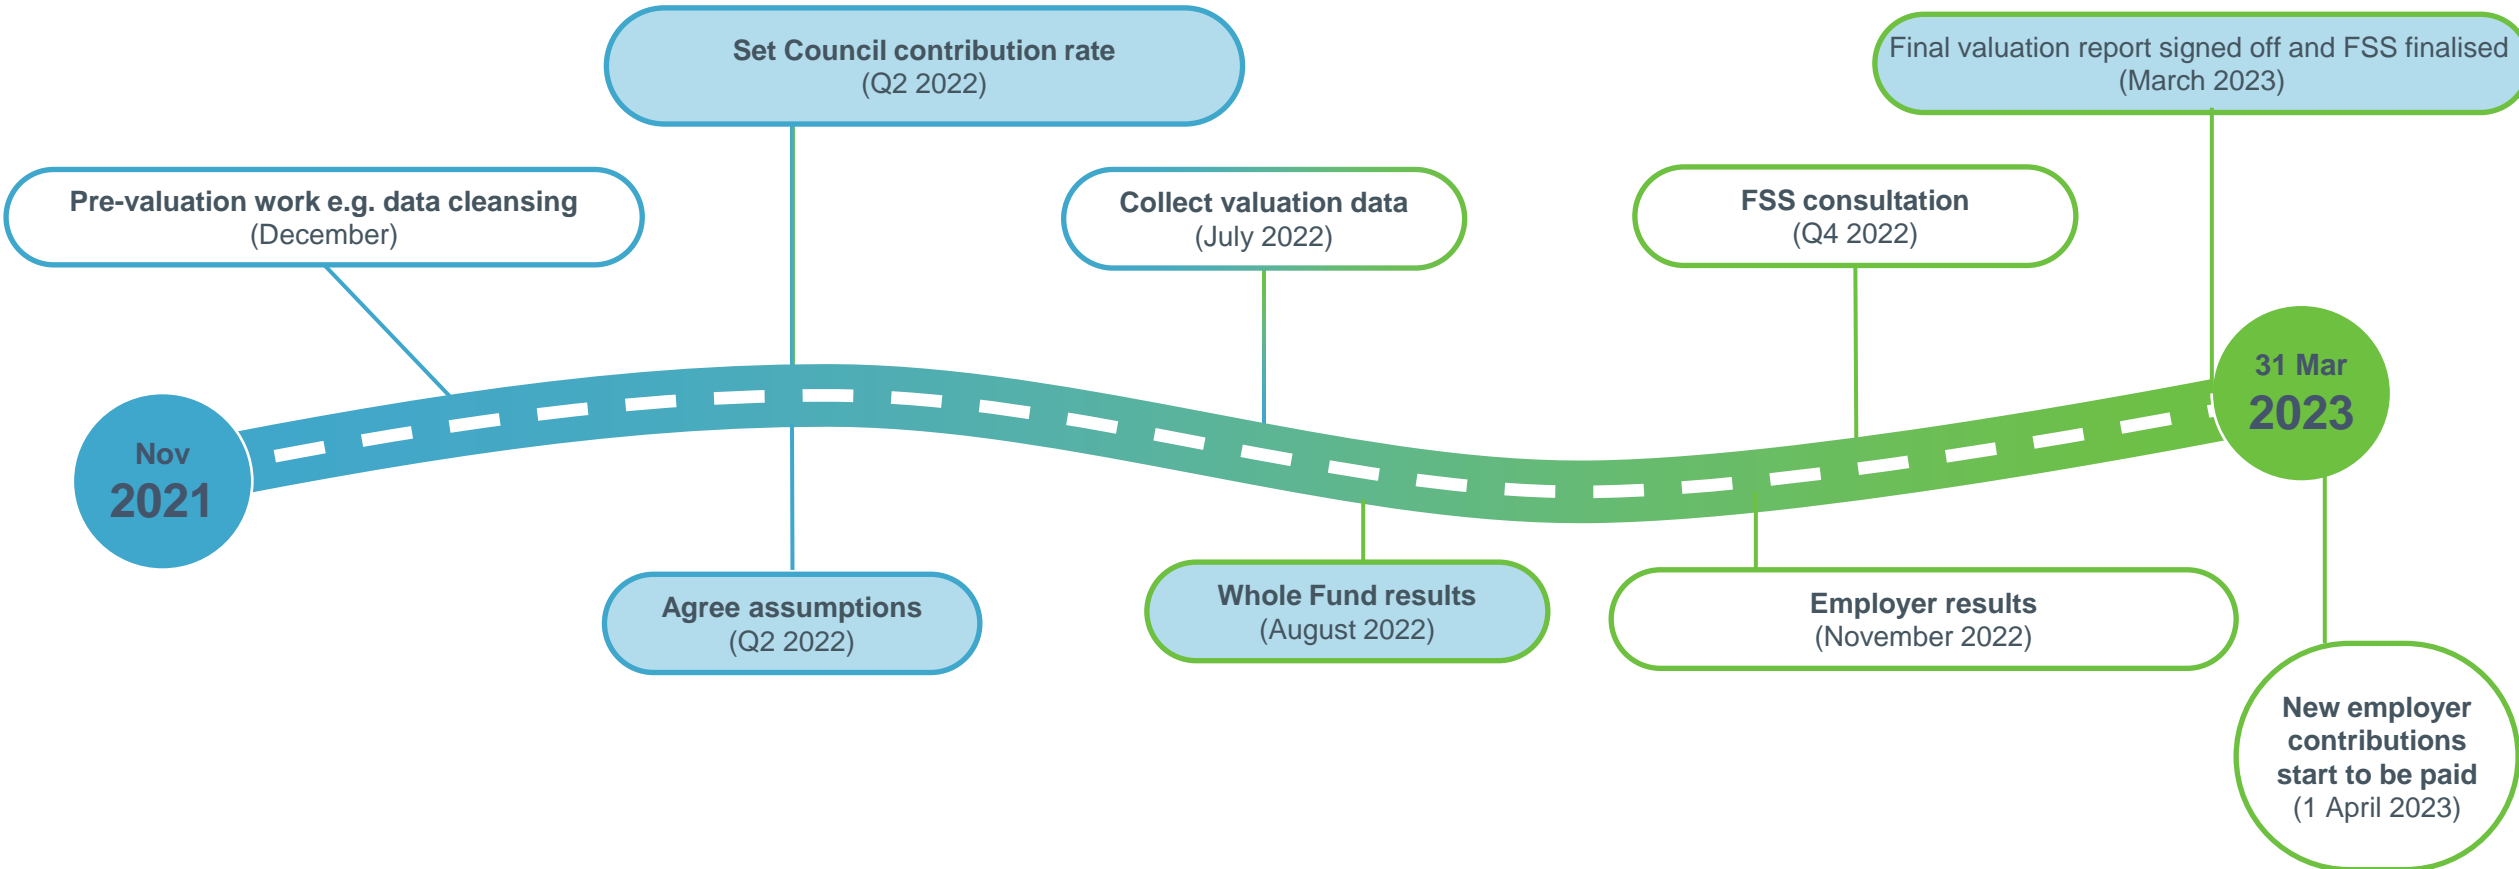 Set Council contribution rate
(Q2 2022)
Final valuation report signed off and FSS finalised
(March 2023)
Pre-valuation work e.g. data cleansing
(December)
Collect valuation data
(July 2022)
FSS consultation
(Q4 2022)
Nov
2021
31 Mar
2023
Agree assumptions
(Q2 2022)
Whole Fund results
(August 2022)
Employer results
(November 2022)
New employer
contributions
start to be paid
(1 April 2023)